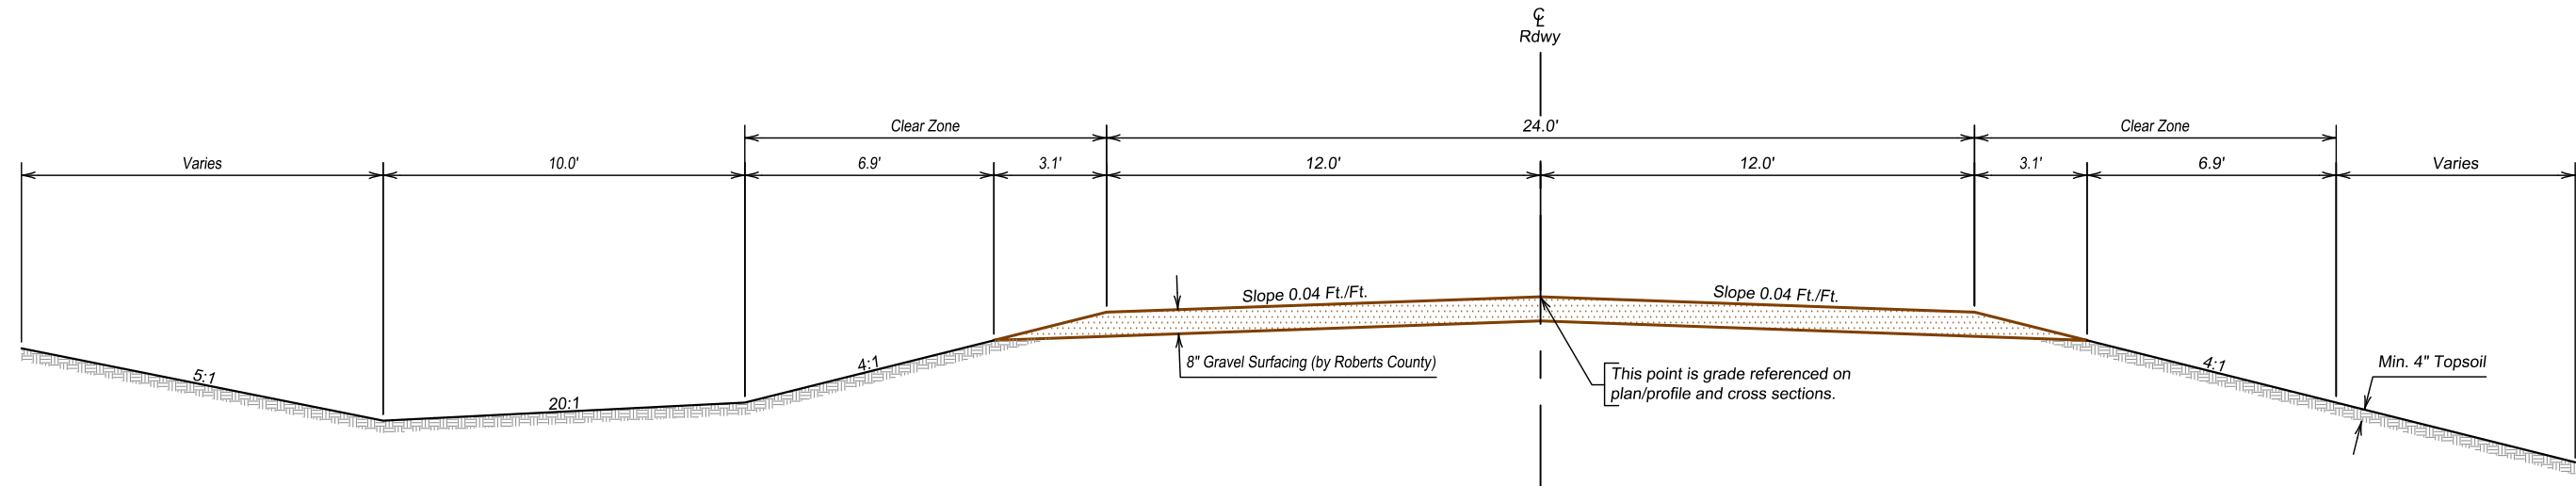 ℄
Rdwy
Clear Zone
24.0'
Clear Zone
Varies
10.0'
6.9'
3.1'
12.0'
12.0'
3.1'
6.9'
Varies
Slope 0.04 Ft./Ft.
Slope 0.04 Ft./Ft.
5:1
20:1
4:1
8" Gravel Surfacing (by Roberts County)
This point is grade referenced on
plan/profile and cross sections.
4:1
Min. 4" Topsoil